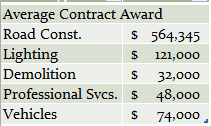 Average Contract Award
Road Const. $ 564,345
Lighting $ 121,000
Demolition $ 32,000
Professional Svcs. $ 48,000
Vehicles $ 74,000